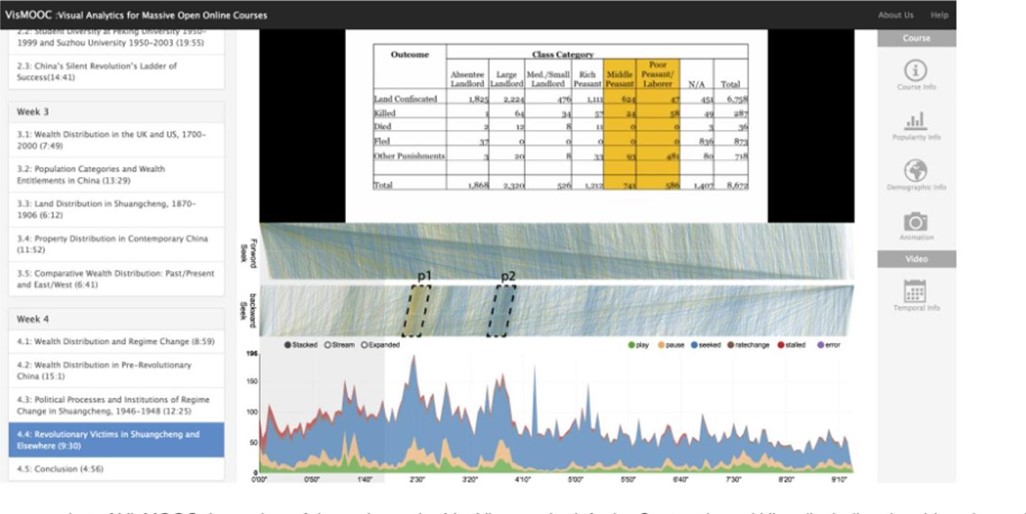 VisMOOC :Visual Analytics for Massive Open Online Courses
About Us Help
2.2: Student Diversity at Peking University 1950-
1999 and Suzhou University 1950-2003 (19:55)
2.3: China's Silent Revolution's Ladder of
Success(14:41)
Week 3
3.1: Wealth Distribution in the UK and US, 1700-
2000 (7:49)
3.2: Population Categories and Wealth
Entitlements in China (13:29)
3.3: Land Distribution in Shuangcheng, 1870-
1906 (6:12)
3.4: Property Distribution in Contemporary China
(11:52)
3.5: Comparative Wealth Distribution: Past/Present
and East/West (6:41)
Week 4
4.1: Wealth Distribution and Regime Change (8:59)
4.2: Wealth Distribution in Pre-Revolutionary
China (15:1)
4.3: Political Processes and Institutions of Regime
Change in Shuangcheng, 1946-1948 (12:25)
4.4: Revolutionary Victims in Shuangcheng and
Elsewhere (9:30)
4.5: Conclusion (4:56)
Outcome Class Category
Absentee Landlord Large Landlord Med./Small Landlord Rich Peasant Middle Peasant Poor Peasant/ Laborer N/A Total
Land Confiscated 1,825 2,224 476 1,111 624 47 451 6,758
Killed 1 64 34 57 24 58 49 287
Died 2 12 8 11 0 0 3 36
Fled 37 0 0 0 0 0 836 873
Other Punishments 3 20 8 33 93 481 80 718
Total 1,868 2,320 526 1,212 741 586 1,407 8,672
Forword
Seek
p1 p2
backward
Seek
Stacked Stream Expanded
play pause seeked ratechange stalled error
196
150
100
50
0
0'00" 0'50" 1'40" 2'30" 3'20" 4'10" 5'00" 5'50" 6'40" 7'30" 8'20" 9'10"
Course
Course Info
Popularity Info
Demographic Info
Animation
Video
Temporal Info